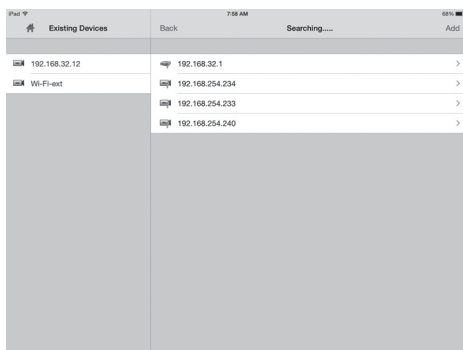 iPad 7:58 AM 68%
Existing Devices Back Searching..... Add
192.168.32.12 192.168.32.1
Wi-Fi-ext 192.168.254.234
192.168.254.233
192.168.254.240